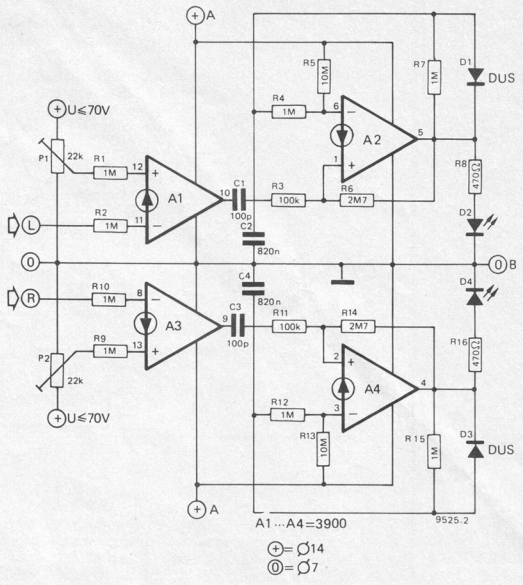 + A
R5 10M
R7 1M
D1
DUS
+ U≤70V
R4 1M
6
P1 22k
R1 1M
12
A1
10
C1 100p
R3 100k
1
A2
5
R6 2M7
R8 470Ω
L
R2 1M
11
C2 820n
D2
0
0 B
R
R10 1M
8
C4 820n
D4
A3
9
C3 100p
R11 100k
R14 2M7
R16 470Ω
P2 22k
R9 1M
13
2
A4
4
+ U≤70V
R12 1M
3
R13 10M
R15 1M
D3
DUS
+ A
A1...A4=3900
9525.2
+ = Ø14
0 = Ø7